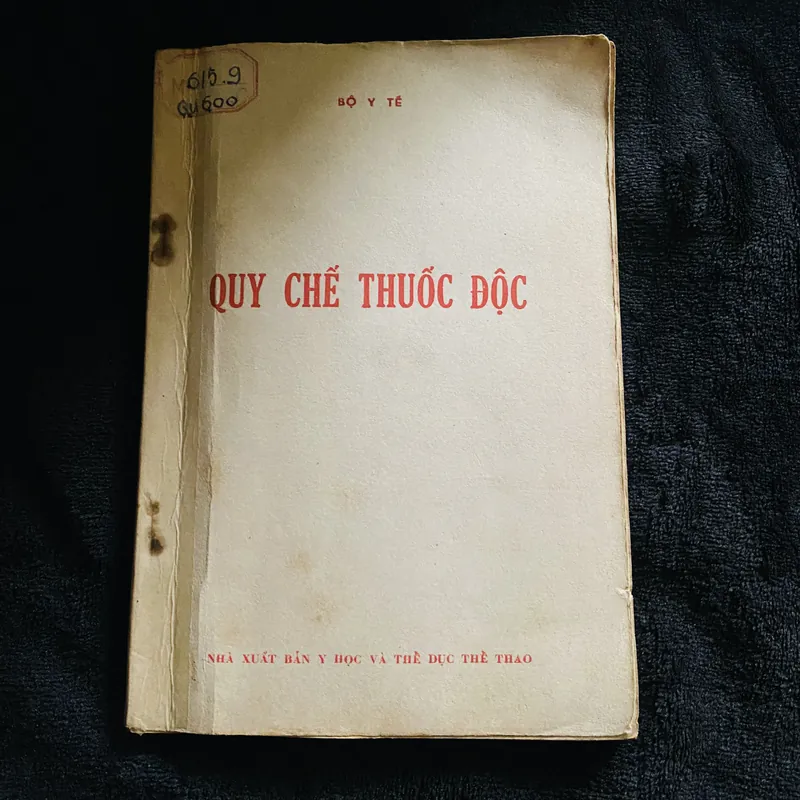 615.9
QU600
BỘ Y TẾ
QUY CHẾ THUỐC ĐỘC
NHÀ XUẤT BẢN Y HỌC VÀ THỂ DỤC THỂ THAO